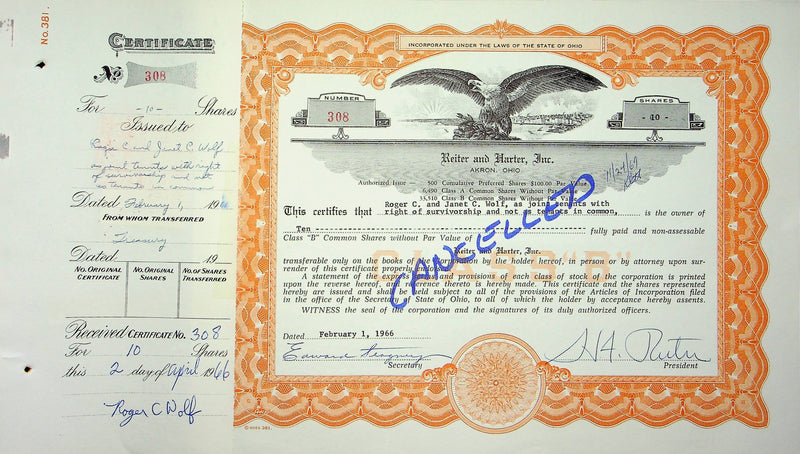 No. 381.
CERTIFICATE
No 308
For -10- Shares
Issued to
Roger C. and Janet C. Wolf,
as joint tenants with right
of survivorship and not
as tenants in common
Dated February 1, 1966
FROM WHOM TRANSFERRED
Treasury
Dated 19
NO. ORIGINAL CERTIFICATE
NO. ORIGINAL SHARES
NO. OF SHARES TRANSFERRED
Received CERTIFICATE NO. 308
For 10 Shares
this 2 day of April 1966
Roger C Wolf
INCORPORATED UNDER THE LAWS OF THE STATE OF OHIO
NUMBER
308
SHARES
-10-
Reiter and Harter, Inc.
AKRON, OHIO
11/27/67
Authorized Issue — 500 Cumulative Preferred Shares $100.00 Par Value
6,490 Class A Common Shares Without Par Value
35,510 Class B Common Shares Without Par Value
Roger C. and Janet C. Wolf, as joint tenants with
This certifies that right of survivorship and not as tenants in common, is the owner of
Ten fully paid and non-assessable
Class "B" Common Shares without Par Value of
Reiter and Harter, Inc.
transferable only on the books of the corporation by the holder hereof, in person or by attorney upon sur-
render of this certificate properly endorsed.
A statement of the express terms and provisions of each class of stock of the corporation is printed
upon the reverse hereof, and reference thereto is hereby made. This certificate and the shares represented
hereby are issued and shall be held subject to all of the provisions of the Articles of Incorporation filed
in the office of the Secretary of State of Ohio, to all of which the holder by acceptance hereby assents.
WITNESS the seal of the corporation and the signatures of its duly authorized officers.
CANCELLED
CLASS "B"
Dated February 1, 1966
Edward
Secretary
H. A. Reiter
President
© GOES 381.